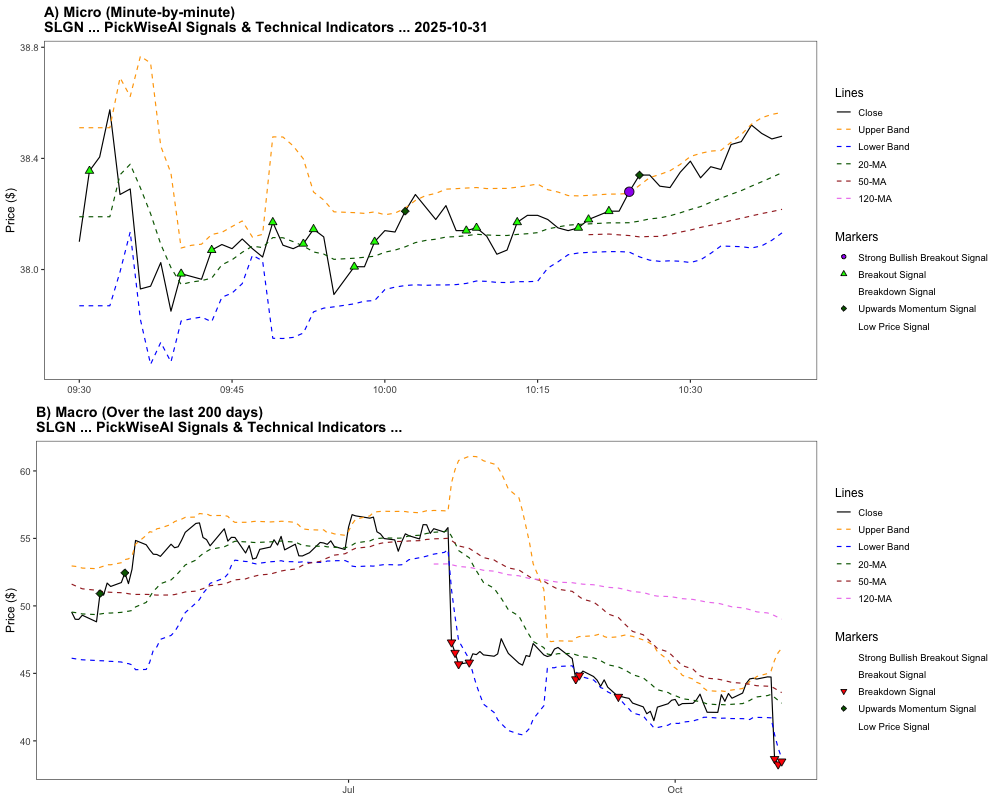 A) Micro (Minute-by-minute)
SLGN ... PickWiseAI Signals & Technical Indicators ... 2025-10-31
38.8
38.4
38.0
Price ($)
09:30
09:45
10:00
10:15
10:30
Lines
Close
Upper Band
Lower Band
20-MA
50-MA
120-MA
Markers
Strong Bullish Breakout Signal
Breakout Signal
Breakdown Signal
Upwards Momentum Signal
Low Price Signal
B) Macro (Over the last 200 days)
SLGN ... PickWiseAI Signals & Technical Indicators ...
60
55
50
45
40
Price ($)
Jul
Oct
Lines
Close
Upper Band
Lower Band
20-MA
50-MA
120-MA
Markers
Strong Bullish Breakout Signal
Breakout Signal
Breakdown Signal
Upwards Momentum Signal
Low Price Signal